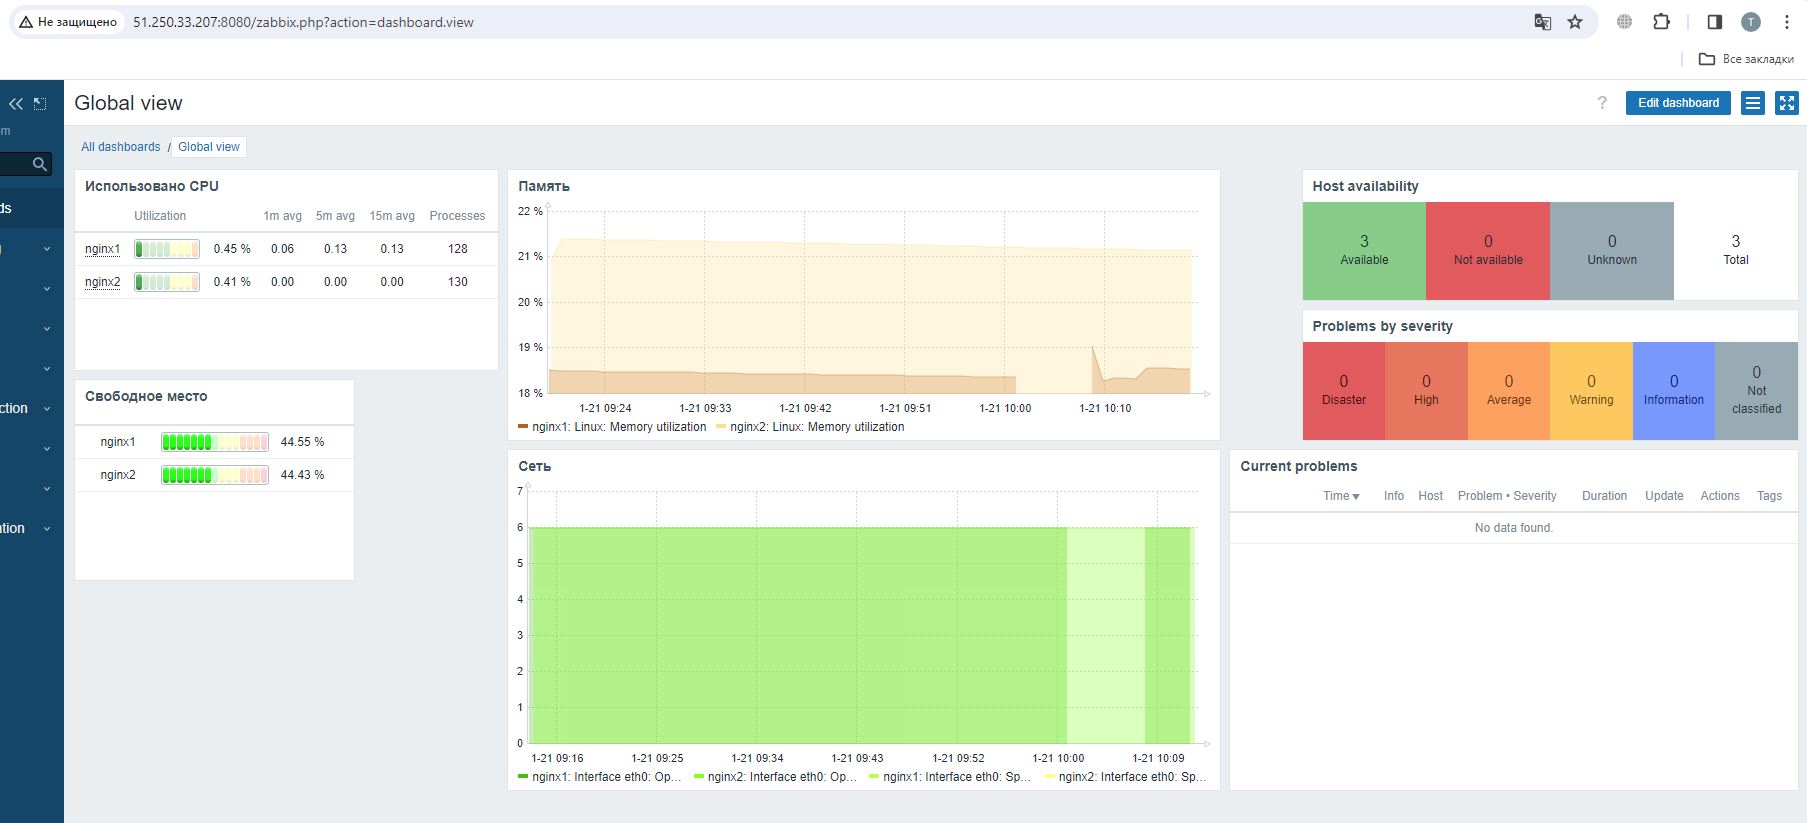 Не защищено 51.250.33.207:8080/zabbix.php?action=dashboard.view T
Все закладки
Global view ? Edit dashboard
om
All dashboards / Global view
ds
ction
ation
Использовано CPU
Utilization 1m avg 5m avg 15m avg Processes
nginx1 0.45 % 0.06 0.13 0.13 128
nginx2 0.41 % 0.00 0.00 0.00 130
Свободное место
nginx1 44.55 %
nginx2 44.43 %
Память
22 %
21 %
20 %
19 %
18 %
1-21 09:24 1-21 09:33 1-21 09:42 1-21 09:51 1-21 10:00 1-21 10:10
nginx1: Linux: Memory utilization nginx2: Linux: Memory utilization
Сеть
7
6
5
4
3
2
1
0
1-21 09:16 1-21 09:25 1-21 09:34 1-21 09:43 1-21 09:52 1-21 10:00 1-21 10:09
nginx1: Interface eth0: Op... nginx2: Interface eth0: Op... nginx1: Interface eth0: Sp... nginx2: Interface eth0: Sp...
Host availability
3 0 0 3
Available Not available Unknown Total
Problems by severity
0 0 0 0 0 0
Disaster High Average Warning Information Not classified
Current problems
Time Info Host Problem • Severity Duration Update Actions Tags
No data found.